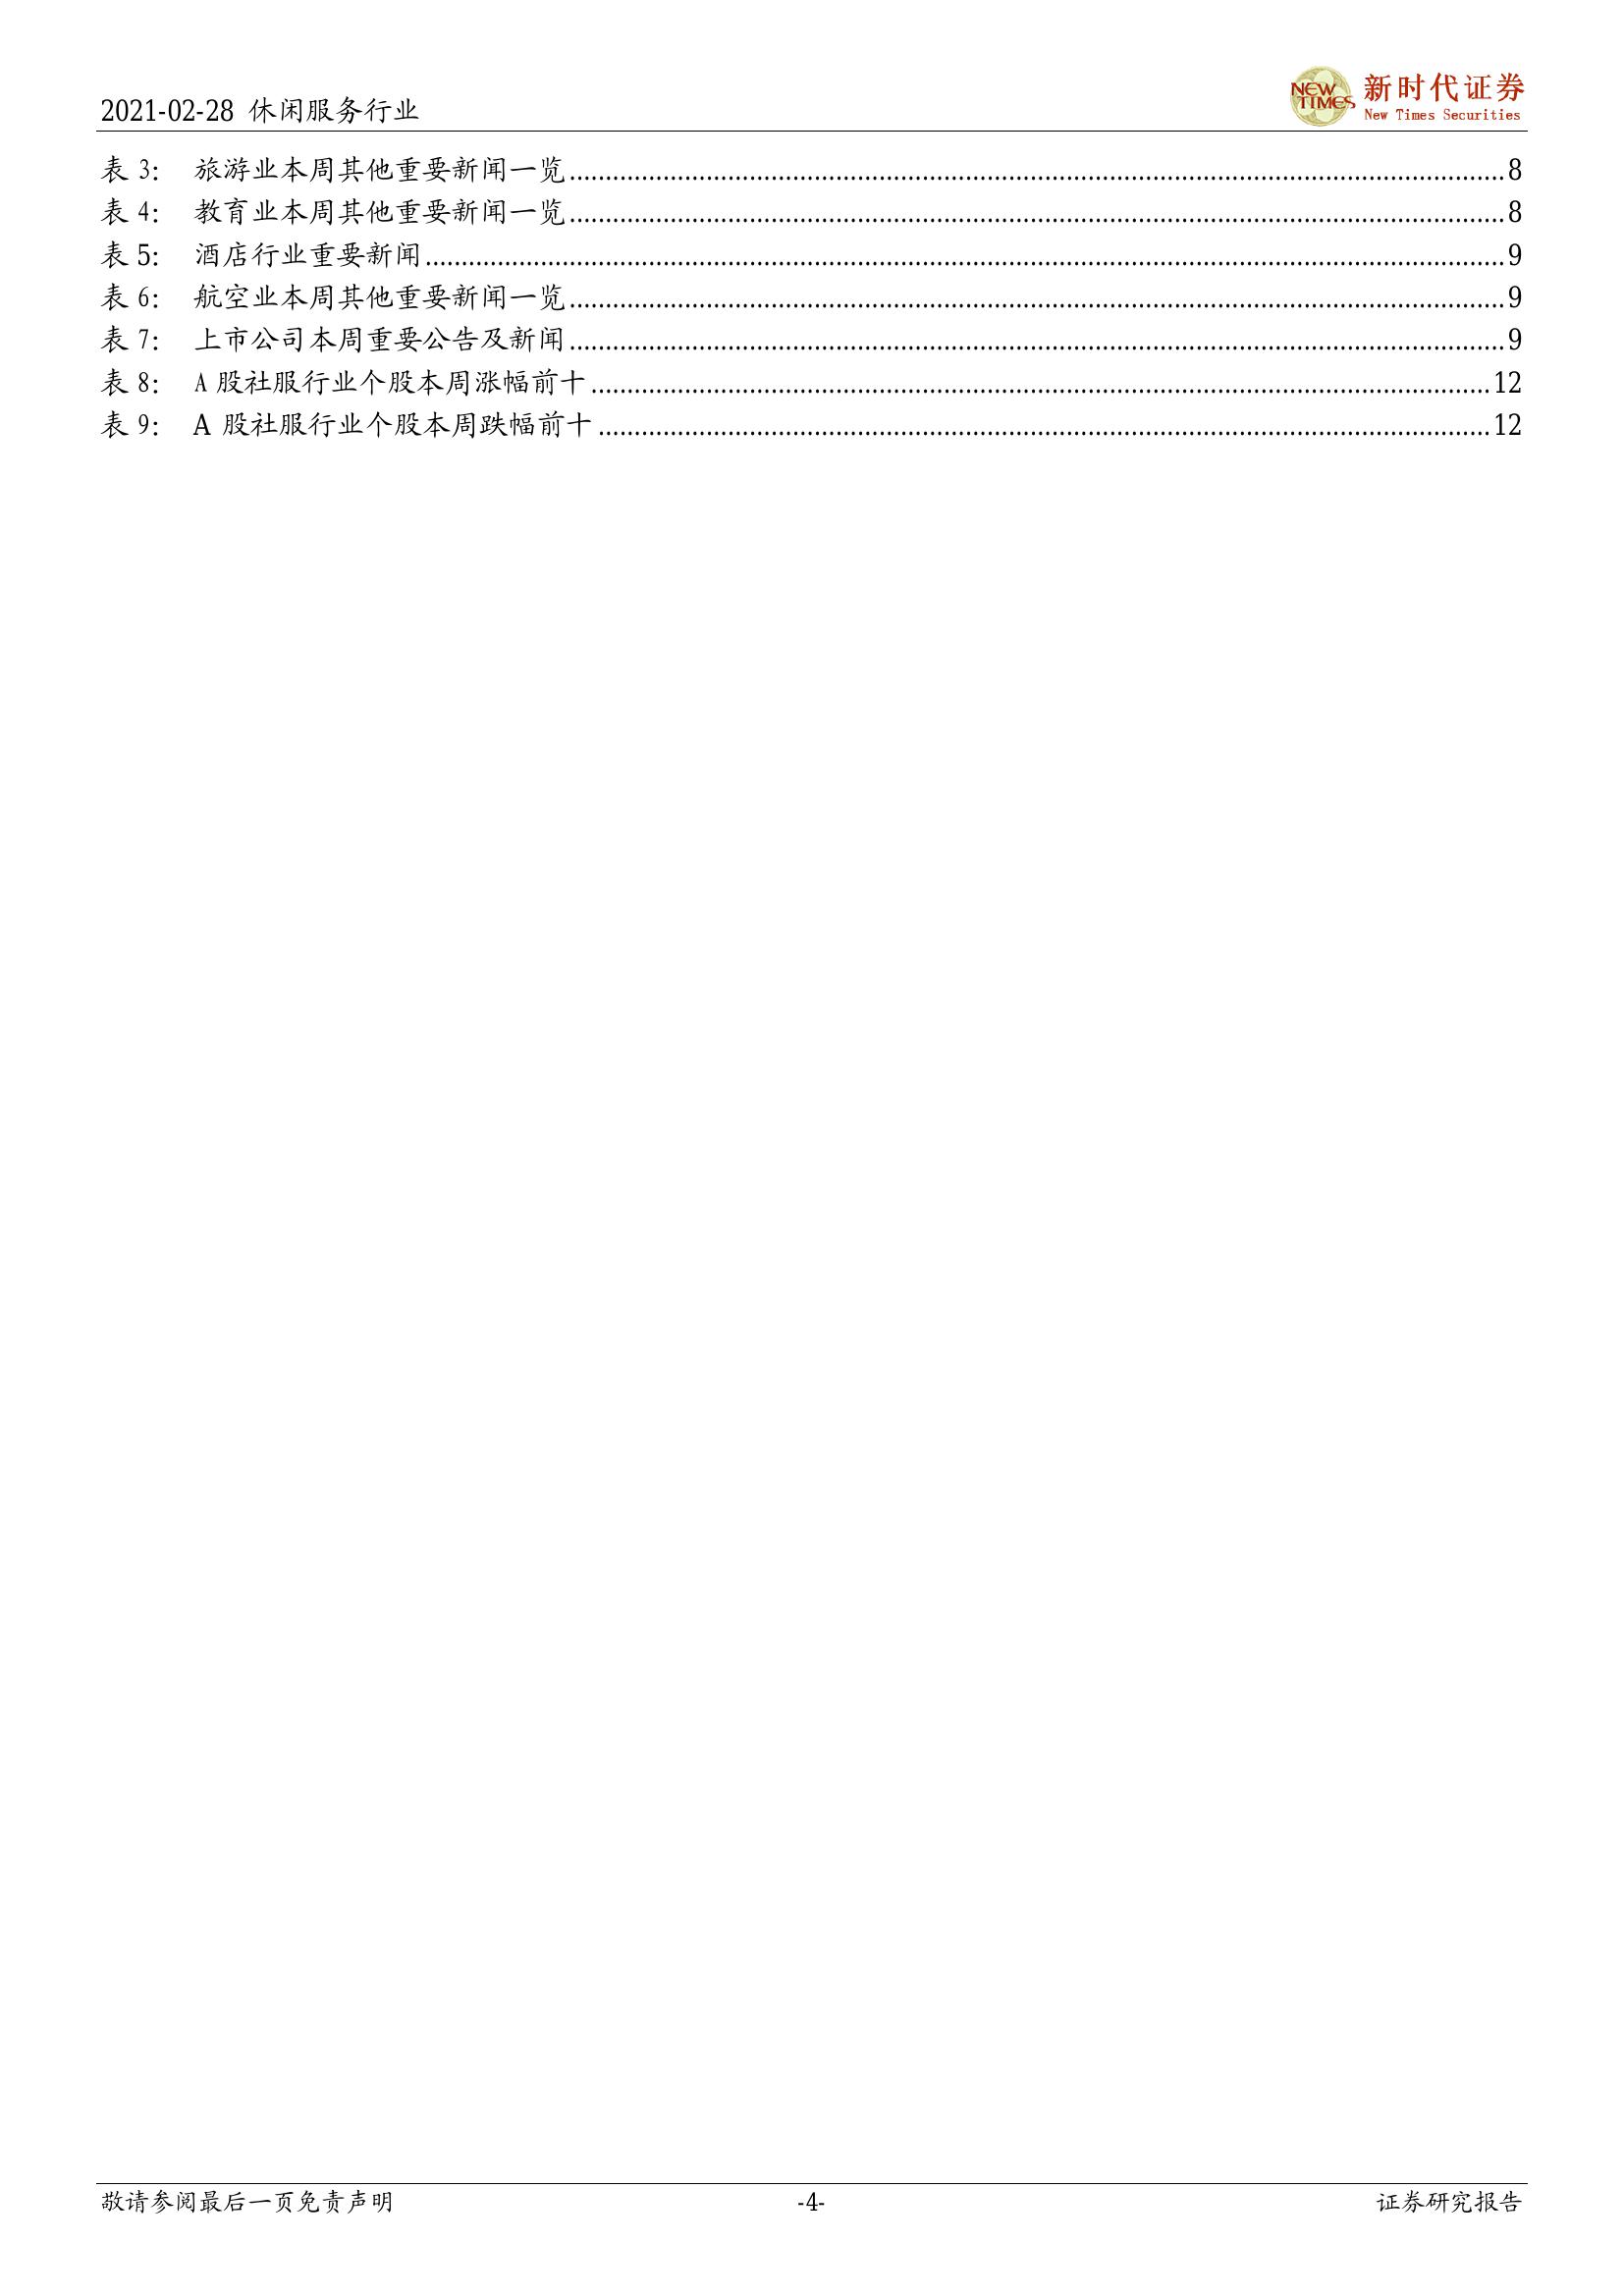 2021-02-28 休闲服务行业
NEW TIMES
新时代证券
New Times Securities
表 3: 旅游业本周其他重要新闻一览 8
表 4: 教育业本周其他重要新闻一览 8
表 5: 酒店行业重要新闻 9
表 6: 航空业本周其他重要新闻一览 9
表 7: 上市公司本周重要公告及新闻 9
表 8: A 股社服行业个股本周涨幅前十 12
表 9: A 股社服行业个股本周跌幅前十 12
敬请参阅最后一页免责声明 -4- 证券研究报告